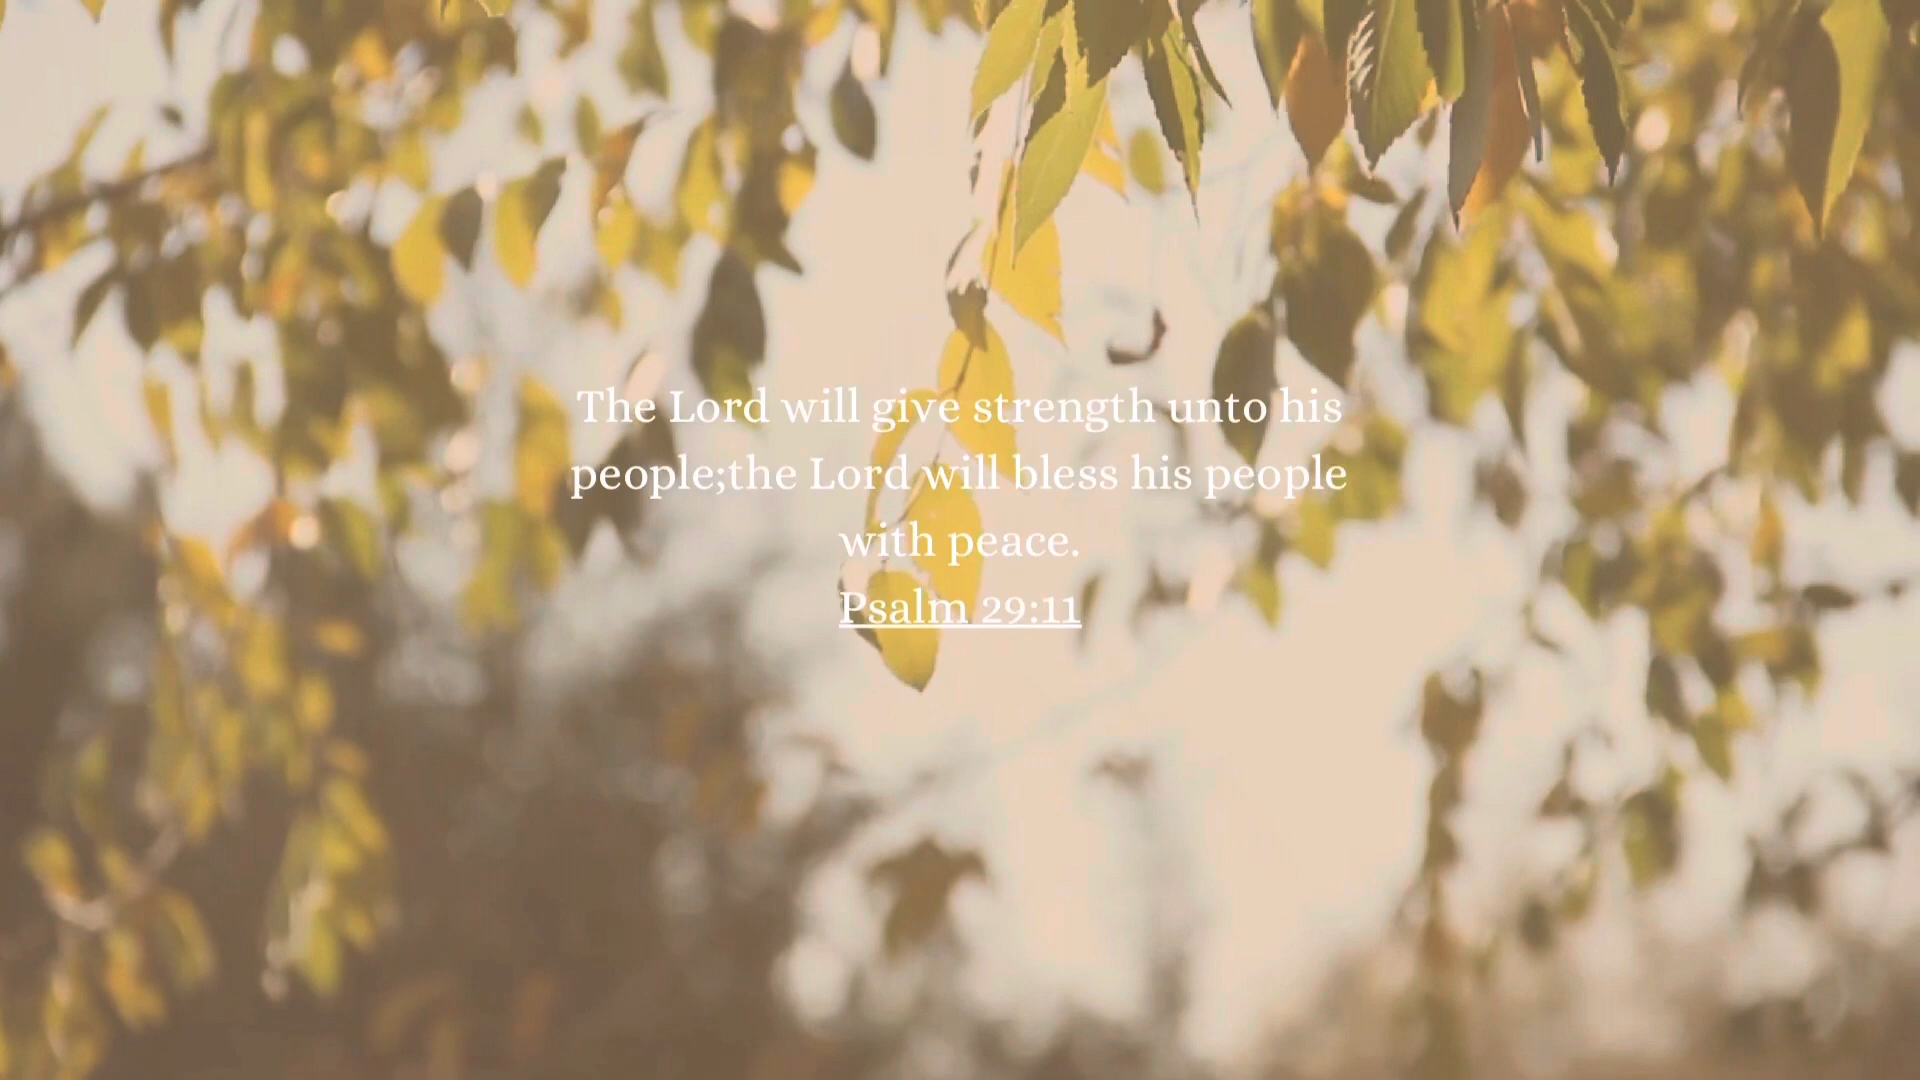 The Lord will give strength unto his
people;the Lord will bless his people
with peace.
Psalm 29:11